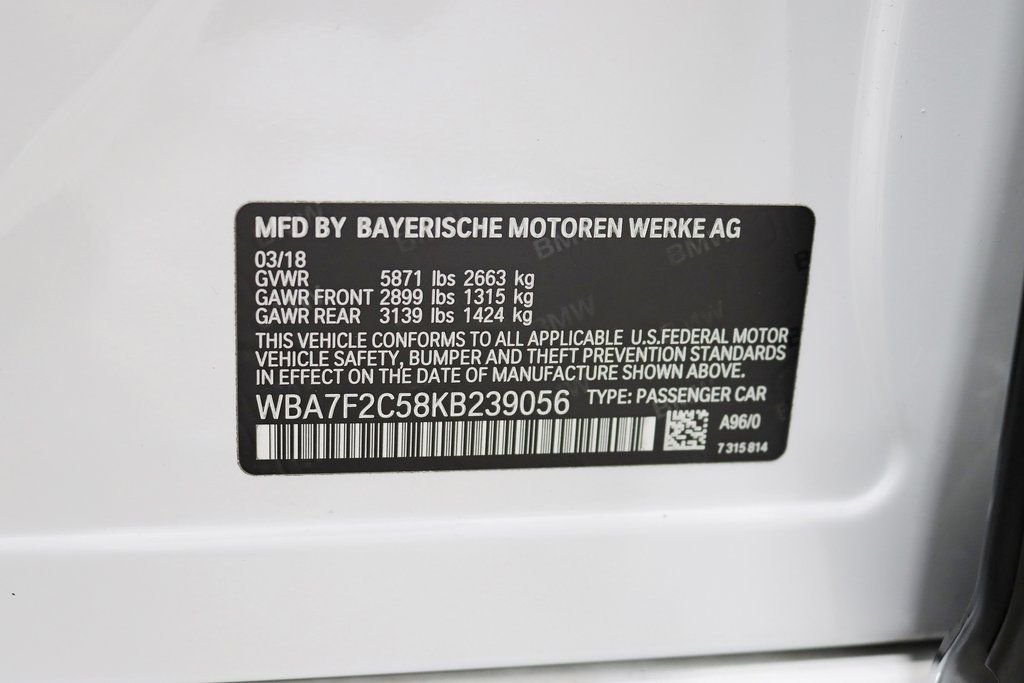 MFD BY BAYERISCHE MOTOREN WERKE AG
03/18
GVWR 5871 lbs 2663 kg
GAWR FRONT 2899 lbs 1315 kg
GAWR REAR 3139 lbs 1424 kg
THIS VEHICLE CONFORMS TO ALL APPLICABLE U.S.FEDERAL MOTOR
VEHICLE SAFETY, BUMPER AND THEFT PREVENTION STANDARDS
IN EFFECT ON THE DATE OF MANUFACTURE SHOWN ABOVE.
WBA7F2C58KB239056 TYPE: PASSENGER CAR
A96/0
7 315 814